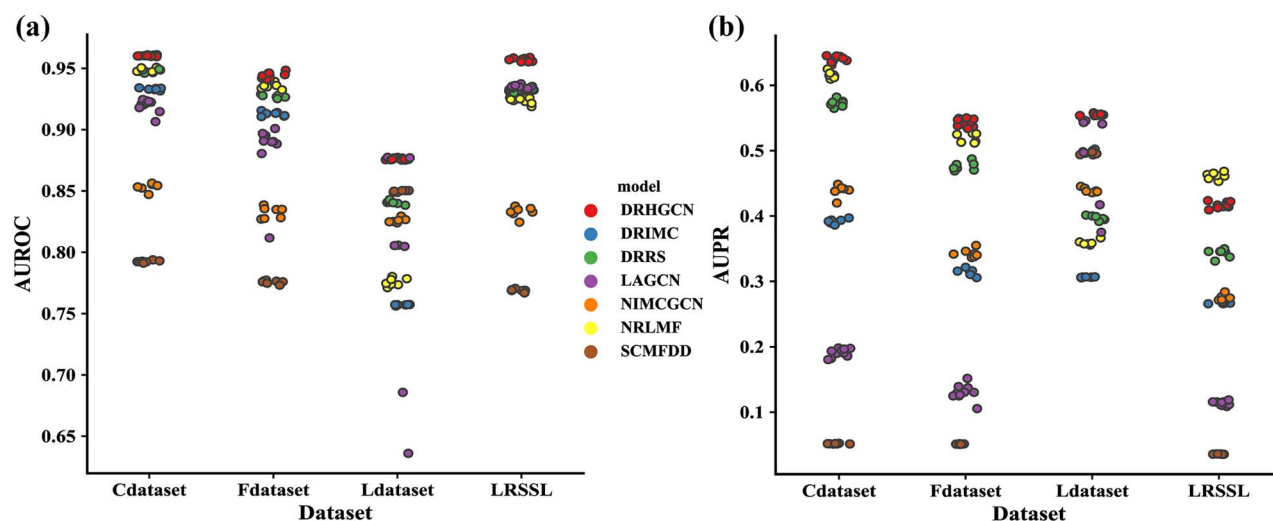 (a)
0.95
0.90
0.85
0.80
0.75
0.70
0.65
AUROC
Cdataset Fdataset Ldataset LRSSL
Dataset
model
DRHGCN
DRIMC
DRRS
LAGCN
NIMCGCN
NRLMF
SCMFDD
(b)
0.6
0.5
0.4
0.3
0.2
0.1
AUPR
Cdataset Fdataset Ldataset LRSSL
Dataset